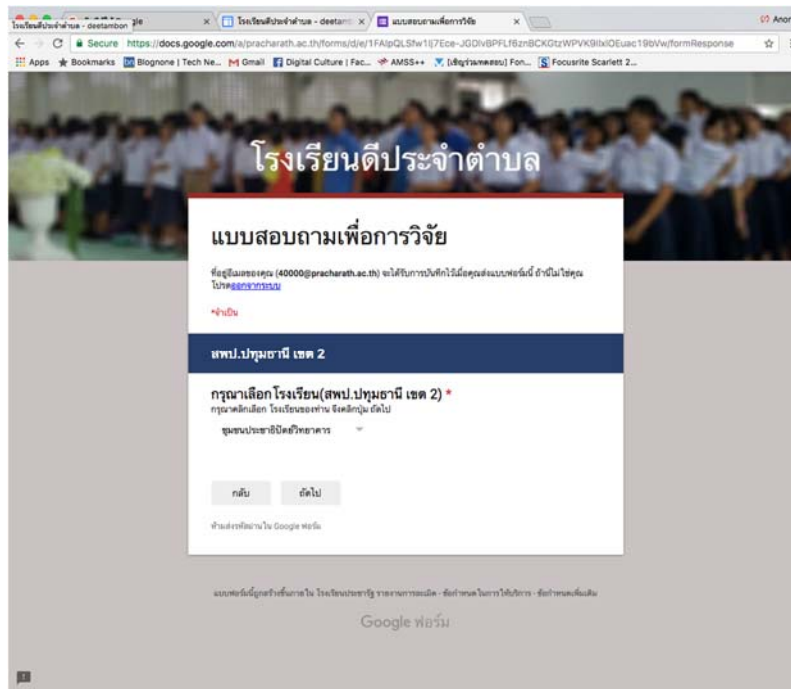 โรงเรียนดีประจำตำบล - deetambon
gle
โรงเรียนดีประจำตำบล - deetam
แบบสอบถามเพื่อการวิจัย
Anon
Secure https://docs.google.com/a/pracharath.ac.th/forms/d/e/
/formResponse
Apps Bookmarks Blognone | Tech Ne... Gmail Digital Culture | Fac... AMSS++ [เชิญร่วมทดสอบ] Fon... Focusrite Scarlett 2...
โรงเรียนดีประจำตำบล
แบบสอบถามเพื่อการวิจัย
ที่อยู่อีเมลของคุณ (40000@pracharath.ac.th) จะได้รับการบันทึกไว้เมื่อคุณส่งแบบฟอร์มนี้ ถ้านี่ไม่ใช่คุณ
โปรดออกจากระบบ
*จำเป็น
สพป.ปทุมธานี เขต 2
กรุณาเลือกโรงเรียน(สพป.ปทุมธานี เขต 2) *
กรุณาคลิกเลือก โรงเรียนของท่าน จึงคลิกปุ่ม ถัดไป
ชุมชนประชาธิปัตย์วิทยาคาร
กลับ ถัดไป
ห้ามส่งรหัสผ่านใน Google ฟอร์ม
แบบฟอร์มนี้ถูกสร้างขึ้นภายใน โรงเรียนประชารัฐ รายงานการละเมิด - ข้อกำหนดในการให้บริการ - ข้อกำหนดเพิ่มเติม
Google ฟอร์ม